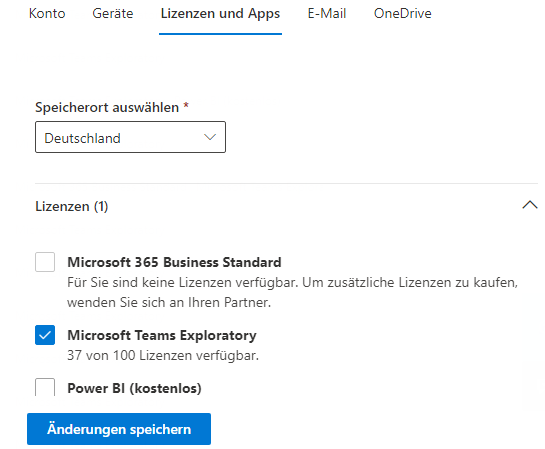 Konto Geräte Lizenzen und Apps E-Mail OneDrive
Speicherort auswählen *
Deutschland
Lizenzen (1)
Microsoft 365 Business Standard
Für Sie sind keine Lizenzen verfügbar. Um zusätzliche Lizenzen zu kaufen,
wenden Sie sich an Ihren Partner.
Microsoft Teams Exploratory
37 von 100 Lizenzen verfügbar.
Power BI (kostenlos)
Änderungen speichern